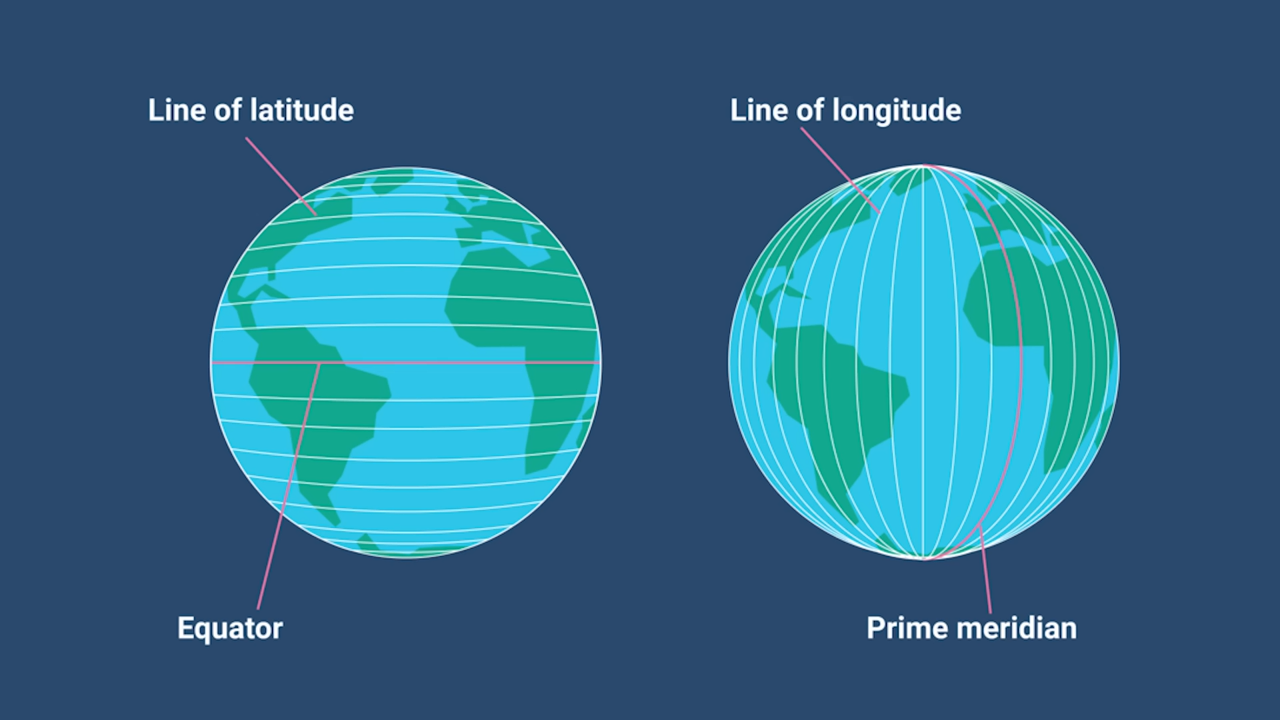 Line of latitude
Line of longitude
Equator
Prime meridian